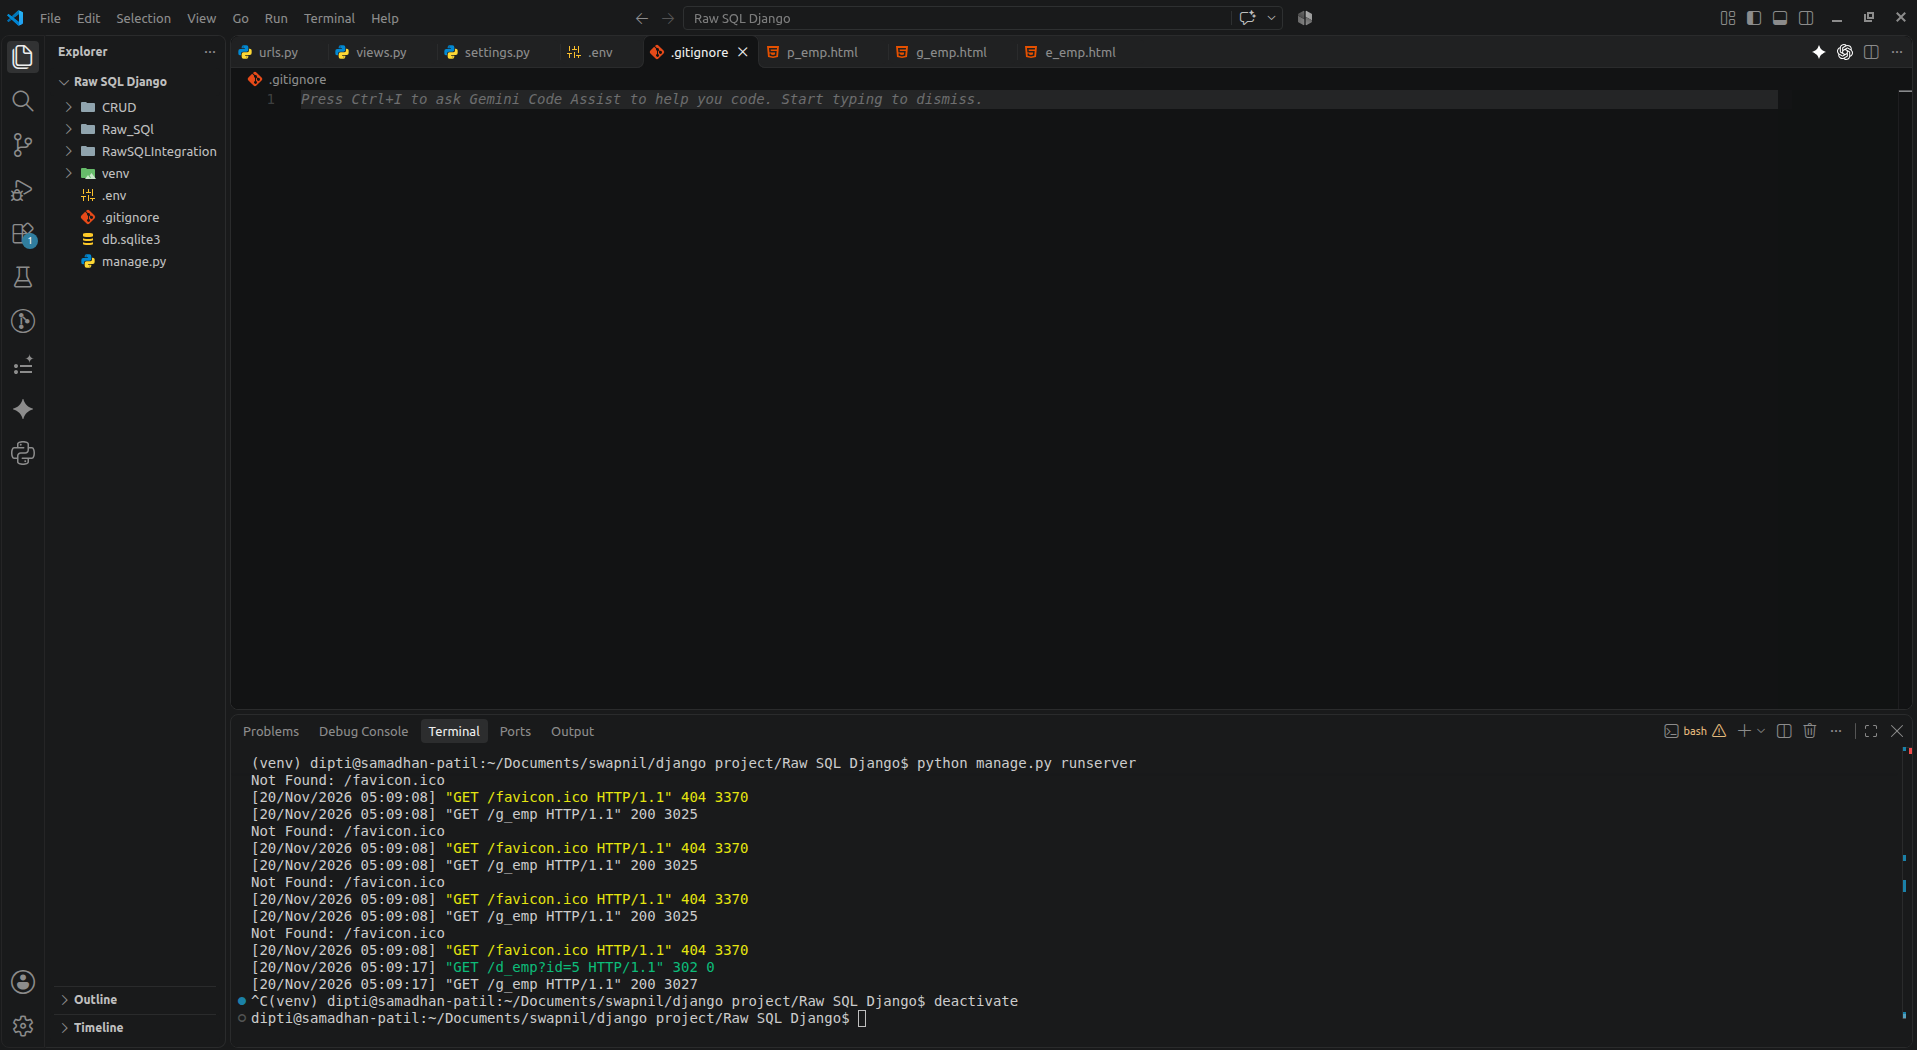 File Edit Selection View Go Run Terminal Help
Raw SQL Django
Explorer
Raw SQL Django
CRUD
Raw_SQl
RawSQLIntegration
venv
.env
.gitignore
db.sqlite3
manage.py
1
Outline
Timeline
urls.py views.py settings.py .env .gitignore p_emp.html g_emp.html e_emp.html
.gitignore
1 Press Ctrl+I to ask Gemini Code Assist to help you code. Start typing to dismiss.
Problems Debug Console Terminal Ports Output
bash
(venv) dipti@samadhan-patil:~/Documents/swapnil/django project/Raw SQL Django$ python manage.py runserver
Not Found: /favicon.ico
[20/Nov/2026 05:09:08] "GET /favicon.ico HTTP/1.1" 404 3370
[20/Nov/2026 05:09:08] "GET /g_emp HTTP/1.1" 200 3025
Not Found: /favicon.ico
[20/Nov/2026 05:09:08] "GET /favicon.ico HTTP/1.1" 404 3370
[20/Nov/2026 05:09:08] "GET /g_emp HTTP/1.1" 200 3025
Not Found: /favicon.ico
[20/Nov/2026 05:09:08] "GET /favicon.ico HTTP/1.1" 404 3370
[20/Nov/2026 05:09:08] "GET /g_emp HTTP/1.1" 200 3025
Not Found: /favicon.ico
[20/Nov/2026 05:09:08] "GET /favicon.ico HTTP/1.1" 404 3370
[20/Nov/2026 05:09:17] "GET /d_emp?id=5 HTTP/1.1" 302 0
[20/Nov/2026 05:09:17] "GET /g_emp HTTP/1.1" 200 3027
^C(venv) dipti@samadhan-patil:~/Documents/swapnil/django project/Raw SQL Django$ deactivate
dipti@samadhan-patil:~/Documents/swapnil/django project/Raw SQL Django$